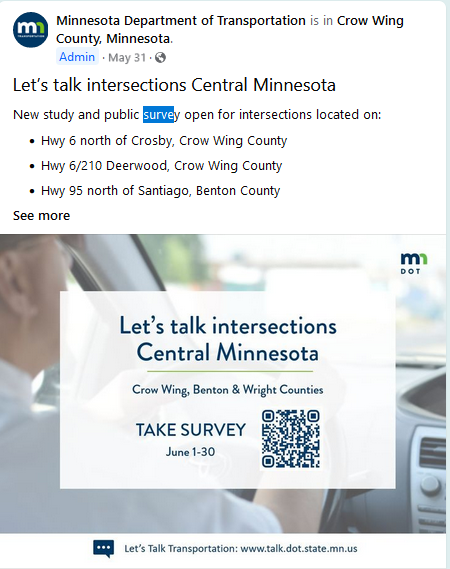 Minnesota Department of Transportation is in Crow Wing
County, Minnesota.
Admin · May 31 ·
Let's talk intersections Central Minnesota
New study and public survey open for intersections located on:
• Hwy 6 north of Crosby, Crow Wing County
• Hwy 6/210 Deerwood, Crow Wing County
• Hwy 95 north of Santiago, Benton County
See more
mn
DOT
Let's talk intersections
Central Minnesota
Crow Wing, Benton & Wright Counties
TAKE SURVEY
June 1-30
Let's Talk Transportation: www.talk.dot.state.mn.us